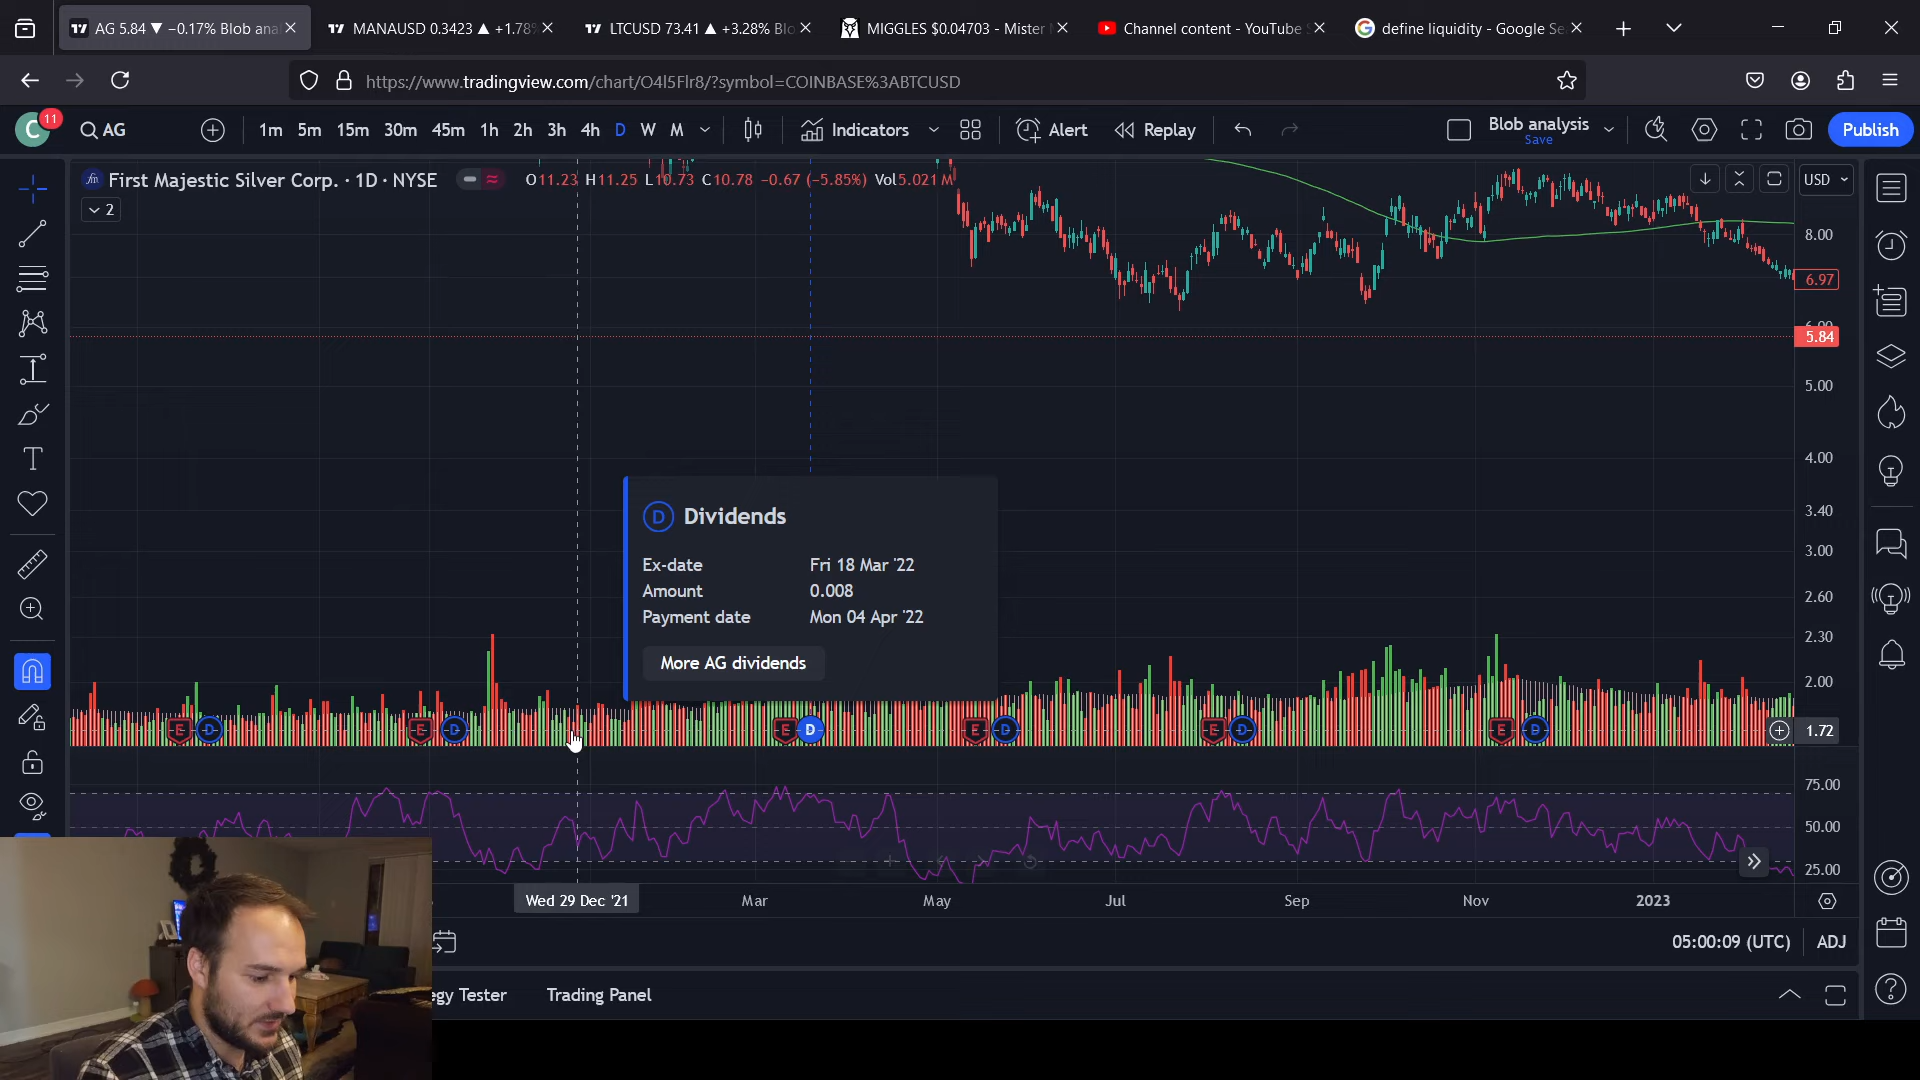 AG 5.84 ▼ −0.17% Blob ana
MANAUSD 0.3423 ▲ +1.78%
LTCUSD 73.41 ▲ +3.28% Blo
MIGGLES $0.04703 - Mister
Channel content - YouTube S
define liquidity - Google Se
https://www.tradingview.com/chart/O4l5Flr8/?symbol=COINBASE%3ABTCUSD
C 11 AG 1m 5m 15m 30m 45m 1h 2h 3h 4h D W M Indicators Alert Replay Blob analysis Publish
Save
First Majestic Silver Corp. · 1D · NYSE O11.23 H11.25 L10.73 C10.78 −0.67 (−5.85%) Vol5.021 M USD
2
8.00
6.97
6.00
5.84
5.00
4.00
3.40
3.00
2.60
2.30
2.00
1.72
Dividends
Ex-date Fri 18 Mar '22
Amount 0.008
Payment date Mon 04 Apr '22
More AG dividends
E D E D E D E D E D E D
75.00
50.00
25.00
Wed 29 Dec '21 Mar May Jul Sep Nov 2023
05:00:09 (UTC) ADJ
egy Tester Trading Panel